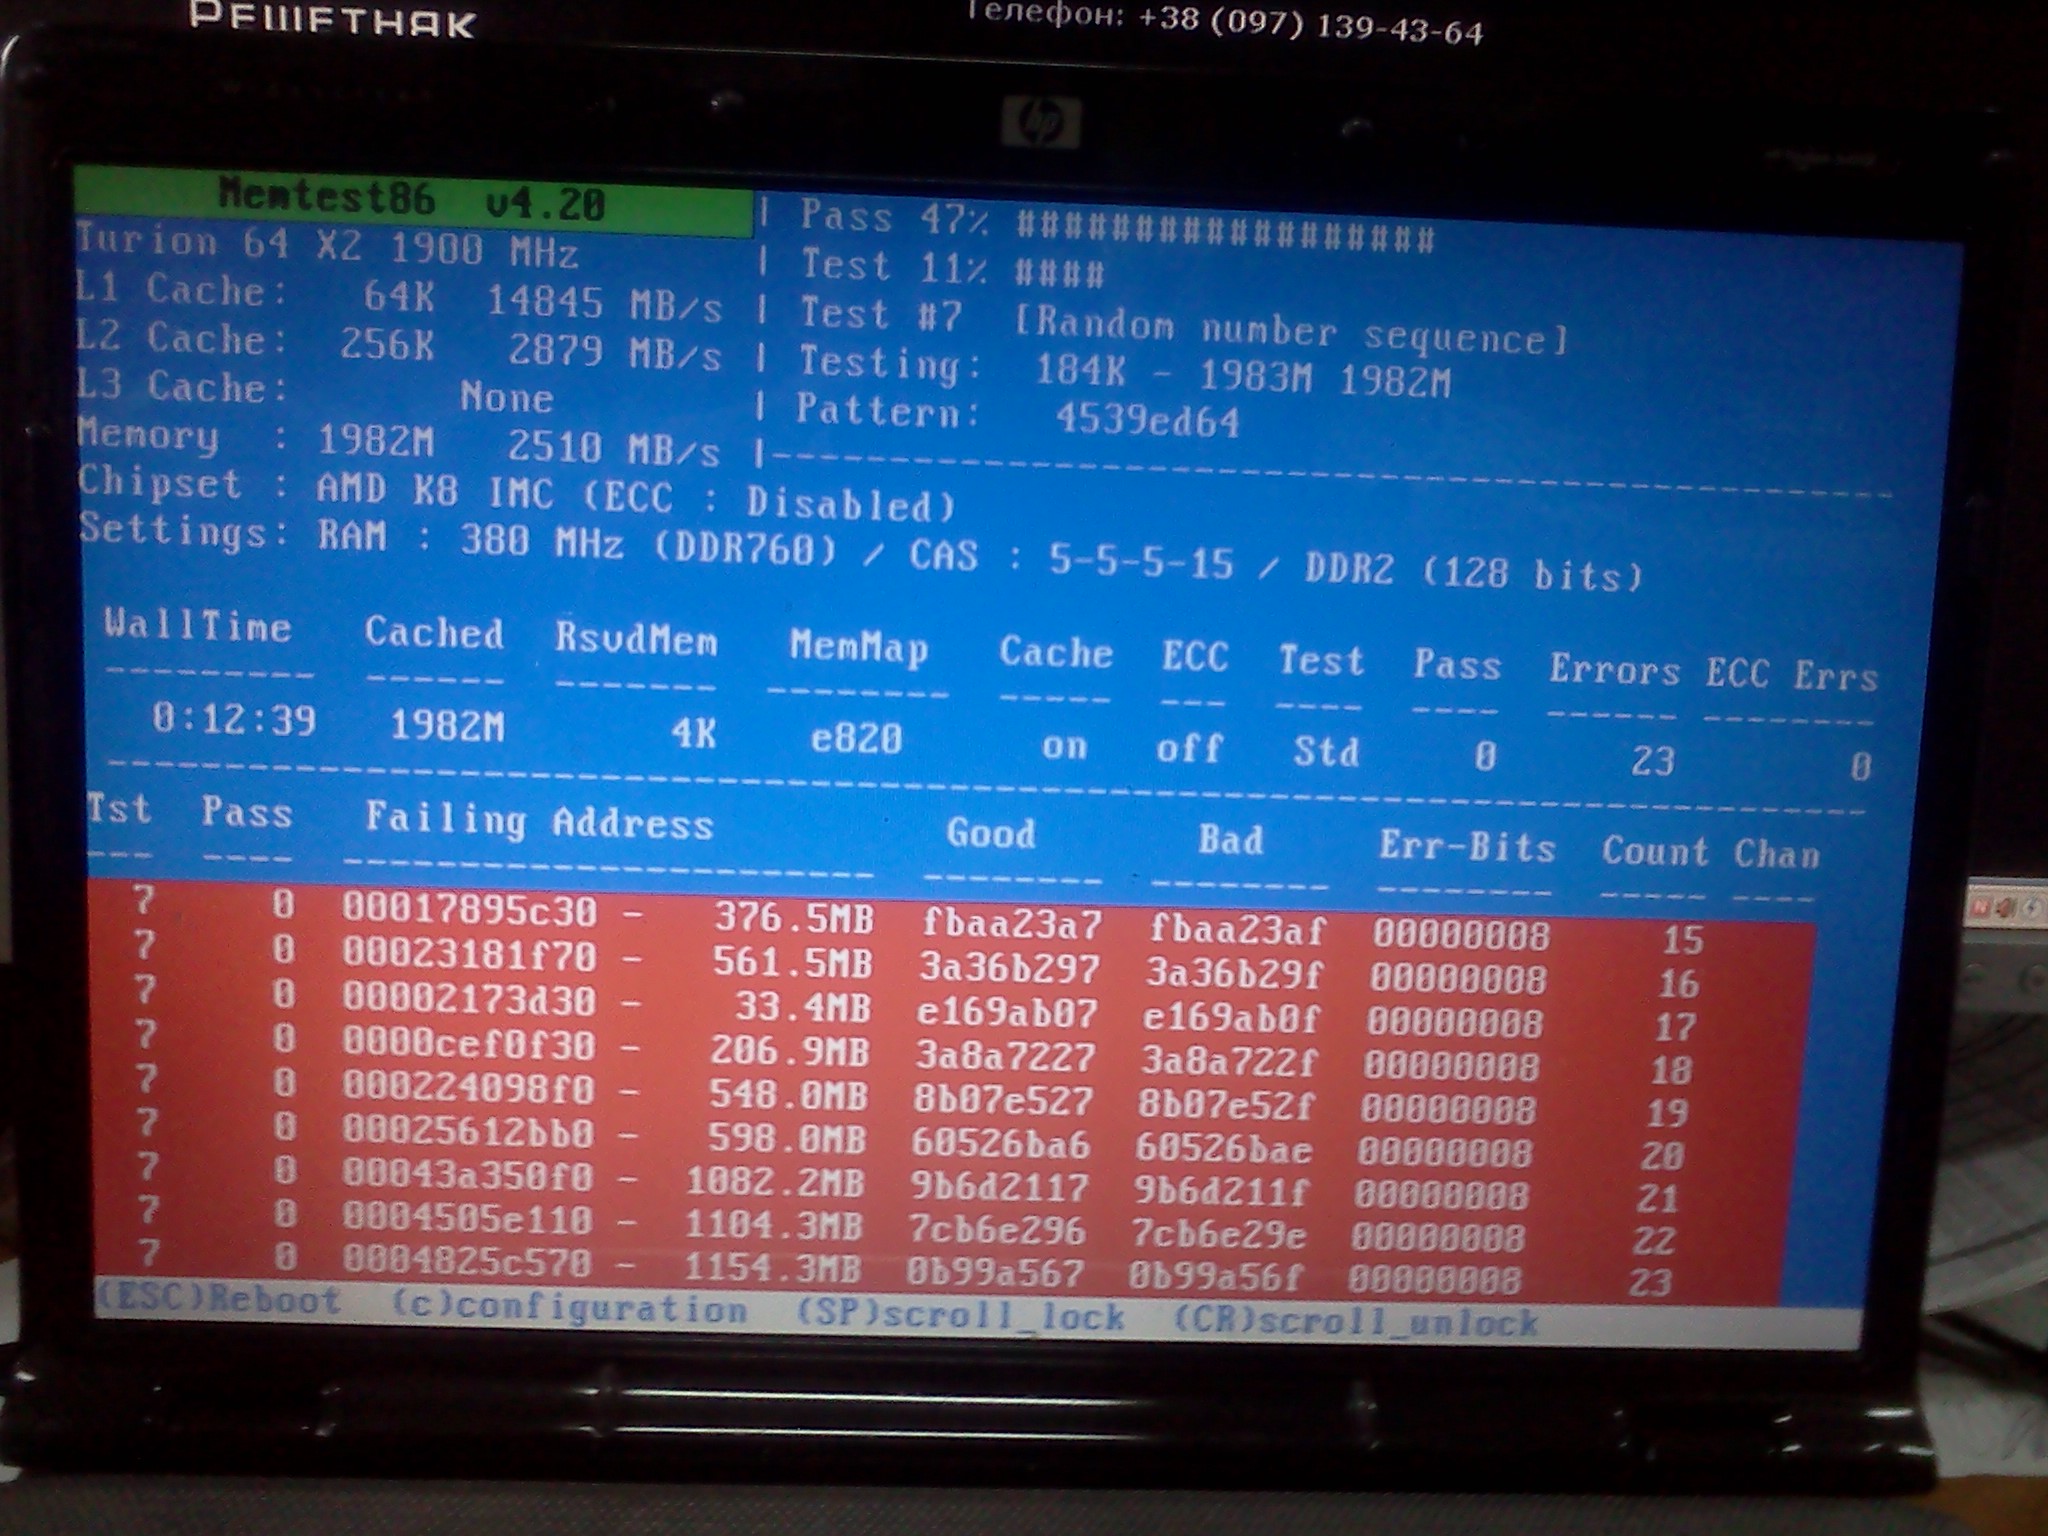 РЕШЕТНЯК
Телефон: +38 (097) 139-43-64
hp
Memtest86 v4.20
Turion 64 X2 1900 MHz
L1 Cache: 64K 14845 MB/s
L2 Cache: 256K 2879 MB/s
L3 Cache: None
Memory : 1982M 2510 MB/s
Chipset : AMD K8 IMC (ECC : Disabled)
Settings: RAM : 380 MHz (DDR760) / CAS : 5-5-5-15 / DDR2 (128 bits)
| Pass 47% ##################
| Test 11% ####
| Test #7 [Random number sequence]
| Testing: 184K - 1983M 1982M
| Pattern: 4539ed64
WallTime Cached RsvdMem MemMap Cache ECC Test Pass Errors ECC Errs
0:12:39 1982M 4K e820 on off Std 0 23 0
Tst Pass Failing Address Good Bad Err-Bits Count Chan
7 0 00017895c30 - 376.5MB fbaa23a7 fbaa23af 00000008 15
7 0 00023181f70 - 561.5MB 3a36b297 3a36b29f 00000008 16
7 0 00002173d30 - 33.4MB e169ab07 e169ab0f 00000008 17
7 0 0000cef0f30 - 206.9MB 3a8a7227 3a8a722f 00000008 18
7 0 000224098f0 - 548.0MB 8b07e527 8b07e52f 00000008 19
7 0 00025612bb0 - 598.0MB 60526ba6 60526bae 00000008 20
7 0 00043a350f0 - 1082.2MB 9b6d2117 9b6d211f 00000008 21
7 0 0004505e110 - 1104.3MB 7cb6e296 7cb6e29e 00000008 22
7 0 0004825c570 - 1154.3MB 0b99a567 0b99a56f 00000008 23
(ESC)Reboot (c)configuration (SP)scroll_lock (CR)scroll_unlock